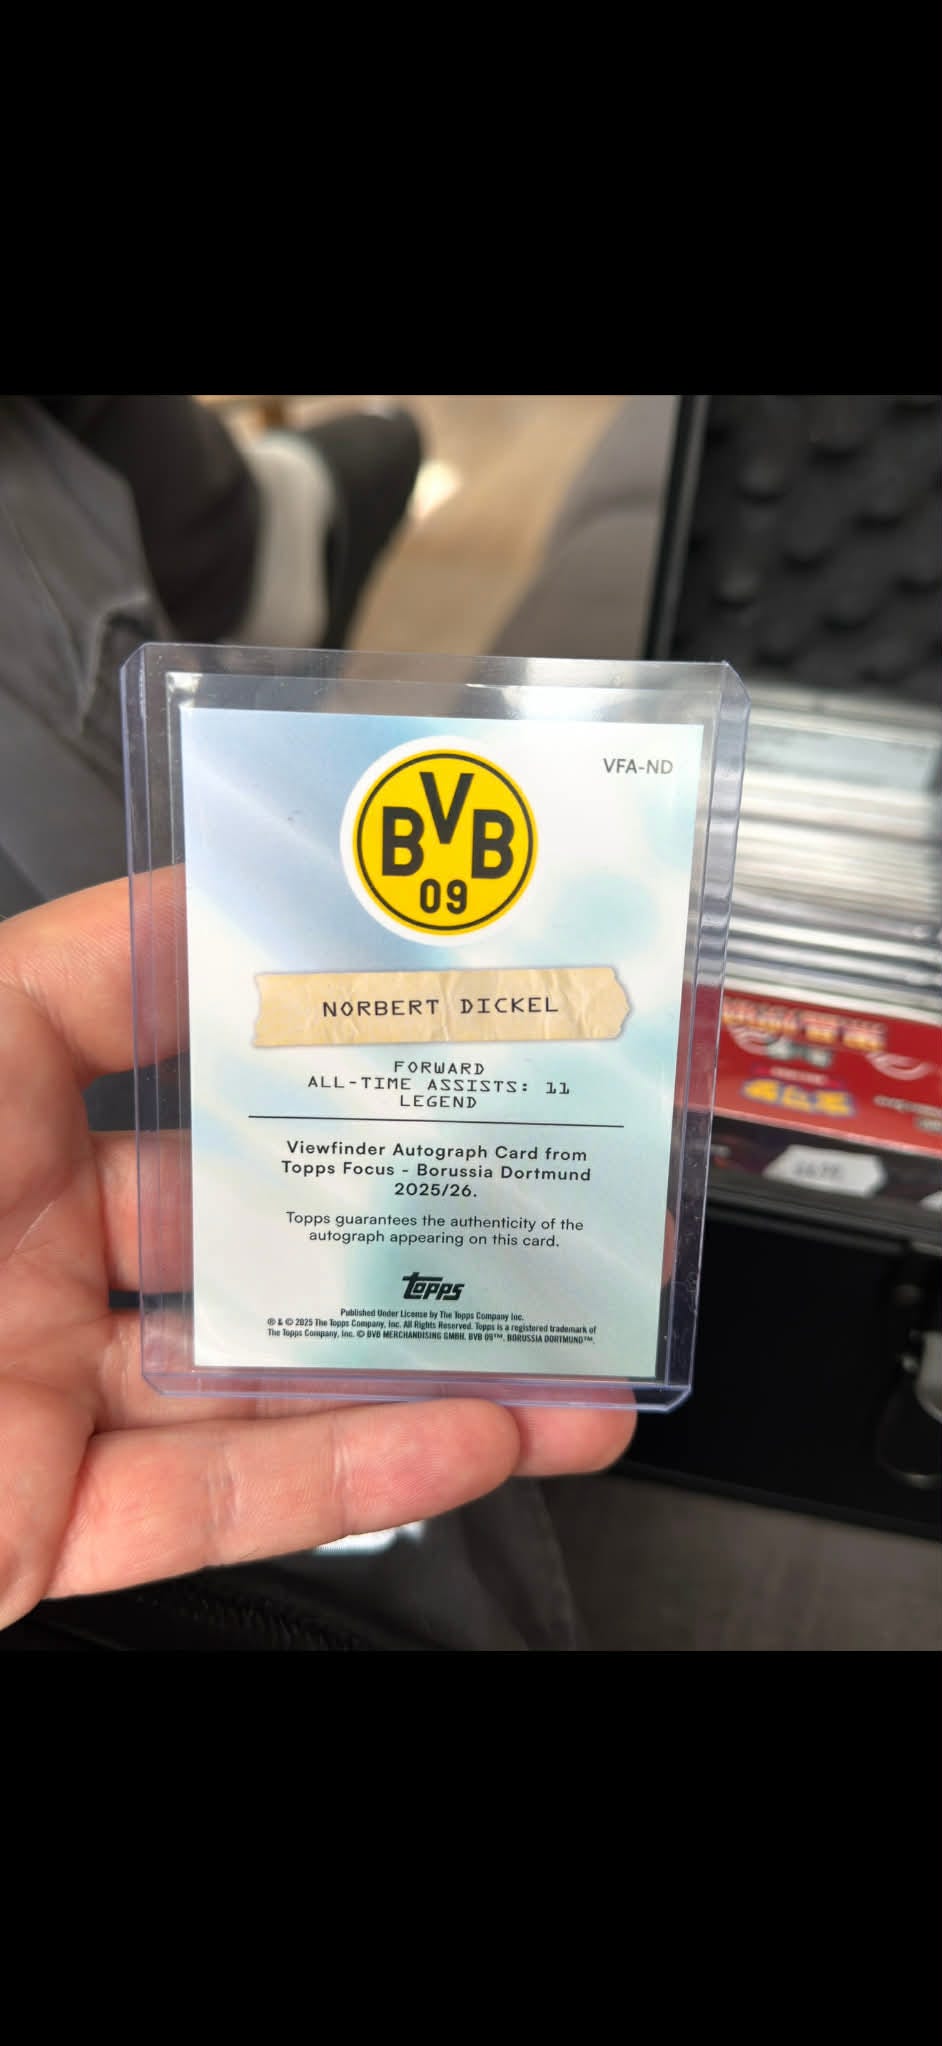 VFA-ND
BVB
09
NORBERT DICKEL
FORWARD
ALL-TIME ASSISTS: 11
LEGEND
Viewfinder Autograph Card from
Topps Focus - Borussia Dortmund
2025/26.
Topps guarantees the authenticity of the
autograph appearing on this card.
topps
Published Under License by The Topps Company Inc.
® & © 2025 The Topps Company, Inc. All Rights Reserved. Topps is a registered trademark of
The Topps Company, Inc. © BVB MERCHANDISING GMBH. BVB 09™, BORUSSIA DORTMUND™.